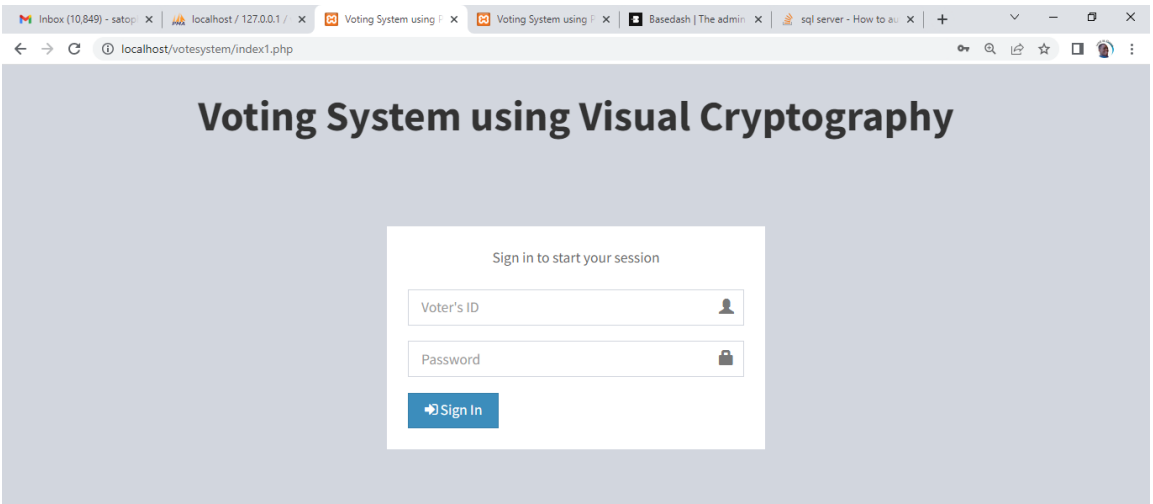 Inbox (10,849) - satop
localhost / 127.0.0.1 /
Voting System using P
Voting System using P
Basedash | The admin
sql server - How to au
localhost/votesystem/index1.php
Voting System using Visual Cryptography
Sign in to start your session
Voter's ID
Password
Sign In